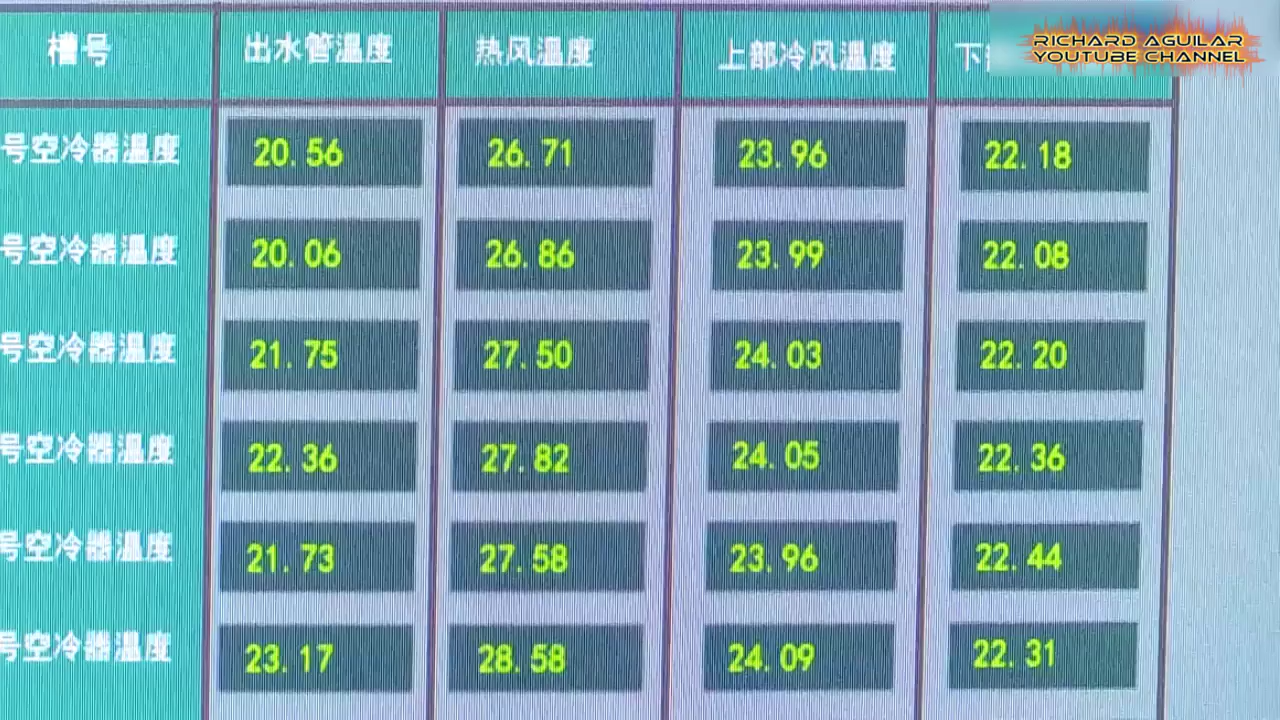 槽号 出水管温度 热风温度 上部冷风温度 下
RICHARD AGUILAR
YOUTUBE CHANNEL
号空冷器温度 20.56 26.71 23.96 22.18
号空冷器温度 20.06 26.86 23.99 22.08
号空冷器温度 21.75 27.50 24.03 22.20
号空冷器温度 22.36 27.82 24.05 22.36
号空冷器温度 21.73 27.58 23.96 22.44
号空冷器温度 23.17 28.58 24.09 22.31